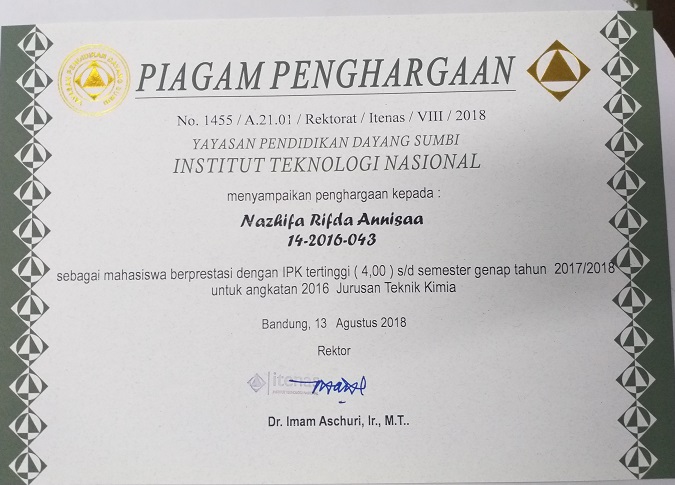 PIAGAM PENGHARGAAN
No. 1455 / A.21.01 / Rektorat / Itenas / VIII / 2018
YAYASAN PENDIDIKAN DAYANG SUMBI
INSTITUT TEKNOLOGI NASIONAL
menyampaikan penghargaan kepada :
Nazhifa Rifda Annisaa
14-2016-043
sebagai mahasiswa berprestasi dengan IPK tertinggi ( 4,00 ) s/d semester genap tahun 2017/2018
untuk angkatan 2016 Jurusan Teknik Kimia
Bandung, 13 Agustus 2018
Rektor
itenas
Dr. Imam Aschuri, Ir., M.T..